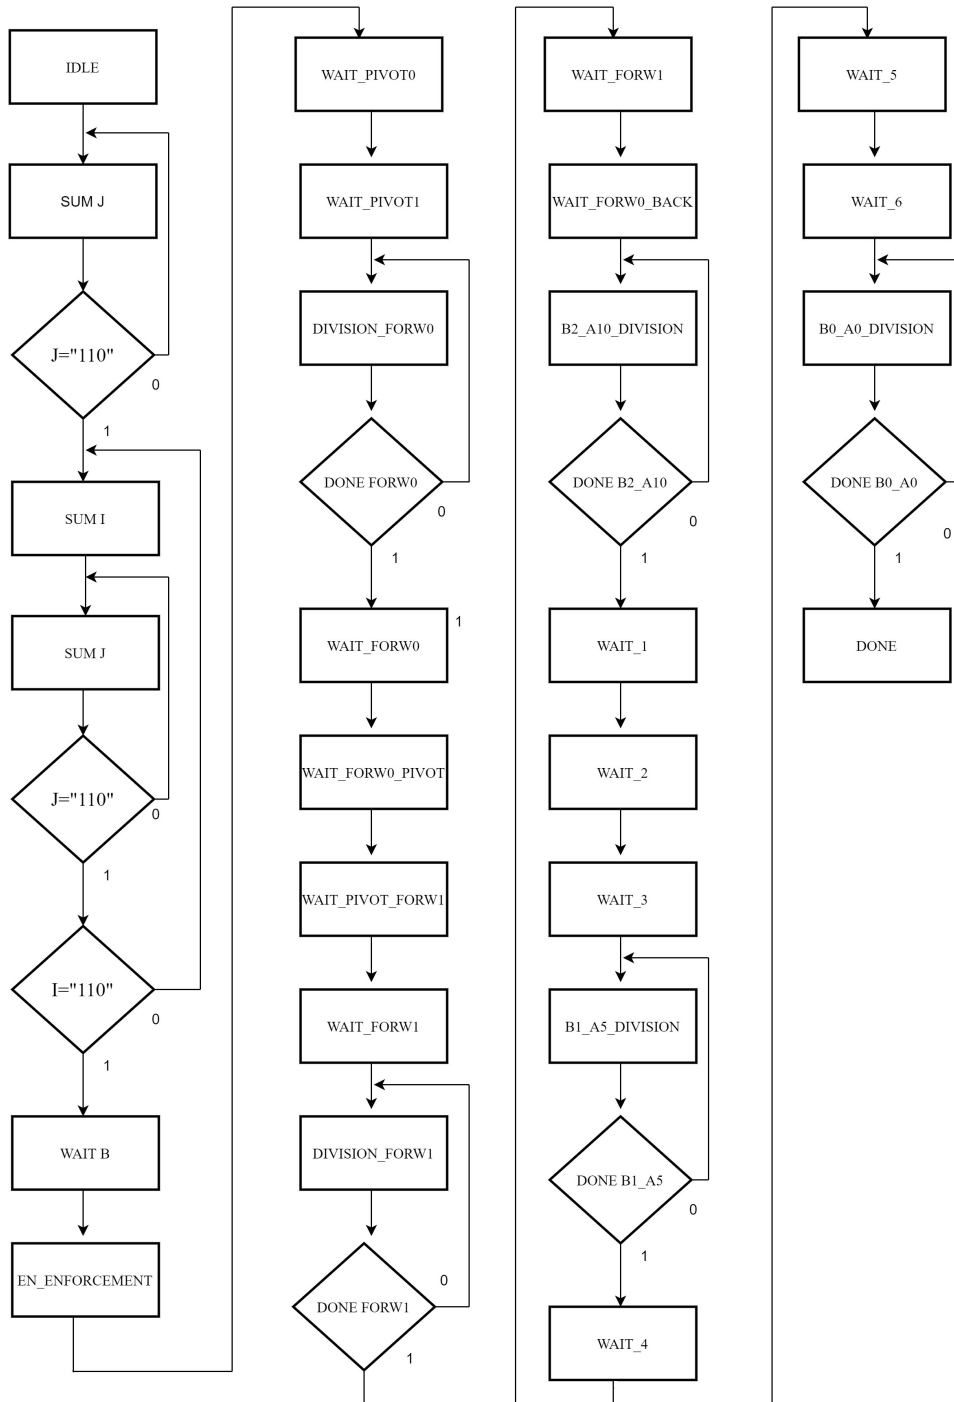 IDLE
SUM J
J="110"
0
1
SUM I
SUM J
J="110"
0
1
I="110"
0
1
WAIT B
EN_ENFORCEMENT
WAIT_PIVOT0
WAIT_PIVOT1
DIVISION_FORW0
DONE FORW0
0
1
WAIT_FORW0
1
WAIT_FORW0_PIVOT
WAIT_PIVOT_FORW1
WAIT_FORW1
DIVISION_FORW1
0
DONE FORW1
1
WAIT_FORW1
WAIT_FORW0_BACK
B2_A10_DIVISION
DONE B2_A10
0
1
WAIT_1
WAIT_2
WAIT_3
B1_A5_DIVISION
DONE B1_A5
0
1
WAIT_4
WAIT_5
WAIT_6
B0_A0_DIVISION
DONE B0_A0
0
1
DONE